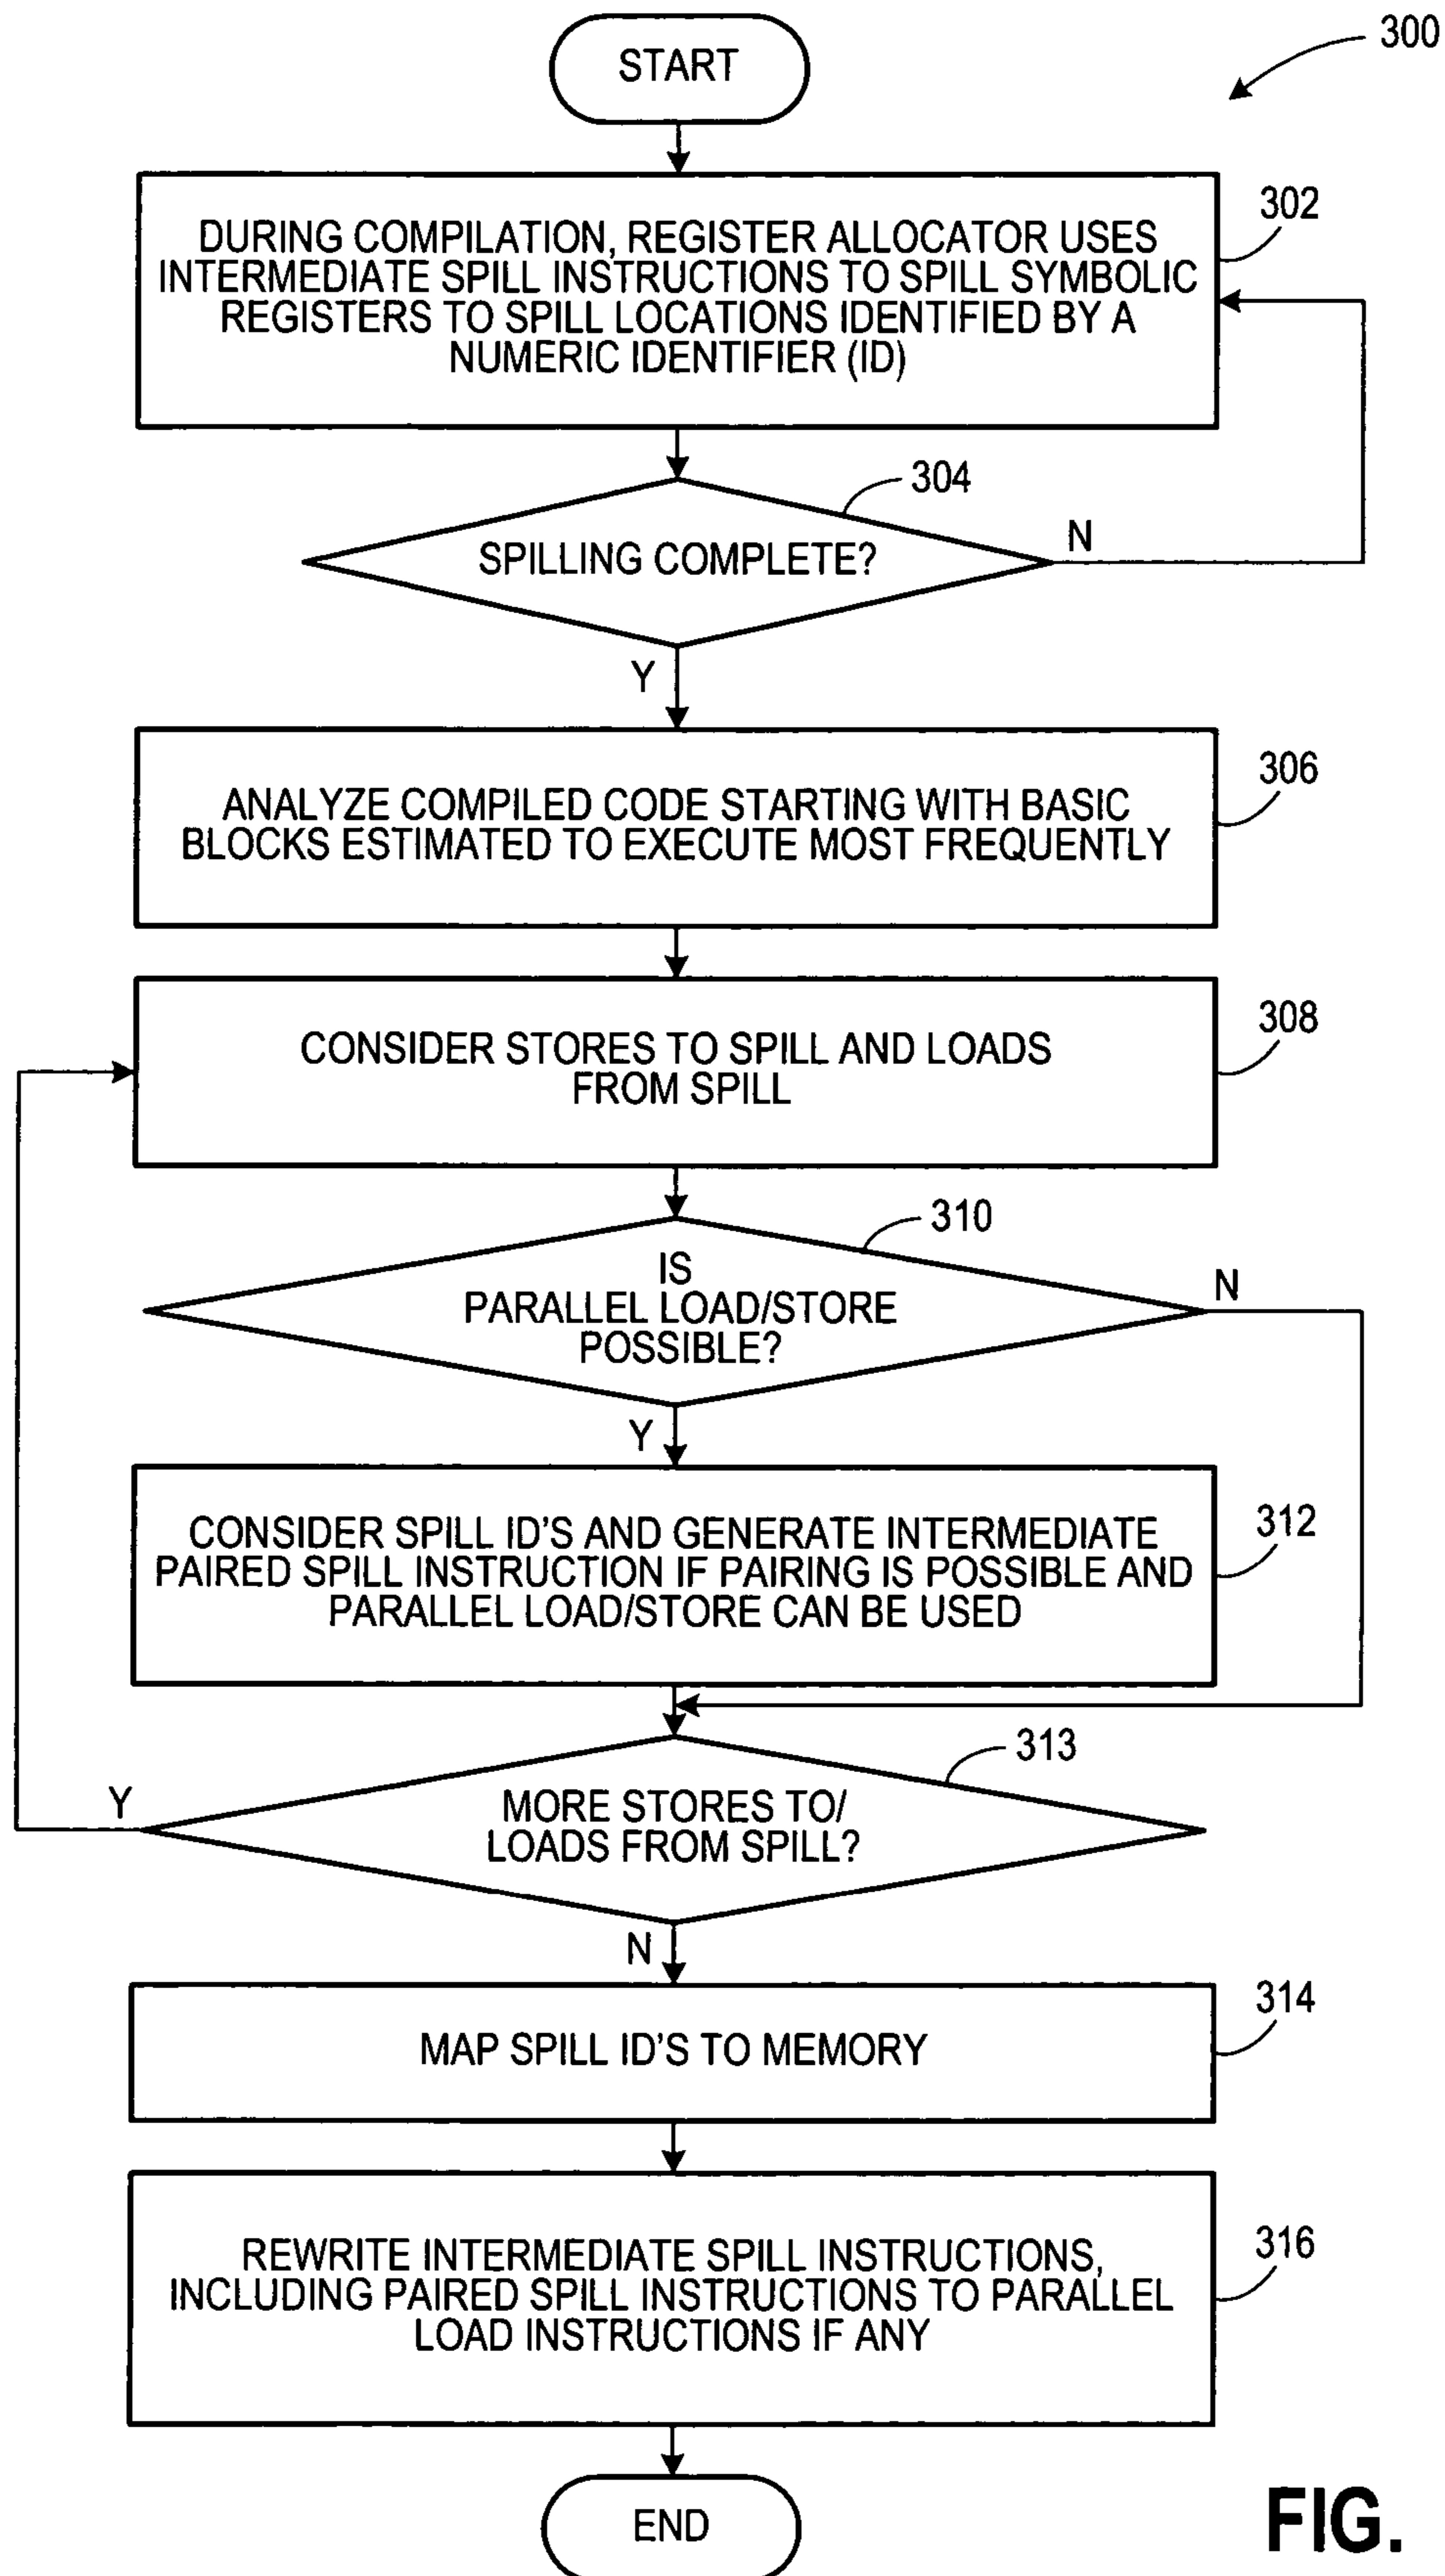 START
300
DURING COMPILATION, REGISTER ALLOCATOR USES
INTERMEDIATE SPILL INSTRUCTIONS TO SPILL SYMBOLIC
REGISTERS TO SPILL LOCATIONS IDENTIFIED BY A
NUMERIC IDENTIFIER (ID)
302
304
SPILLING COMPLETE?
N
Y
ANALYZE COMPILED CODE STARTING WITH BASIC
BLOCKS ESTIMATED TO EXECUTE MOST FREQUENTLY
306
CONSIDER STORES TO SPILL AND LOADS
FROM SPILL
308
310
IS
PARALLEL LOAD/STORE
POSSIBLE?
N
Y
CONSIDER SPILL ID'S AND GENERATE INTERMEDIATE
PAIRED SPILL INSTRUCTION IF PAIRING IS POSSIBLE AND
PARALLEL LOAD/STORE CAN BE USED
312
313
MORE STORES TO/
LOADS FROM SPILL?
Y
N
MAP SPILL ID'S TO MEMORY
314
REWRITE INTERMEDIATE SPILL INSTRUCTIONS,
INCLUDING PAIRED SPILL INSTRUCTIONS TO PARALLEL
LOAD INSTRUCTIONS IF ANY
316
END
FIG.